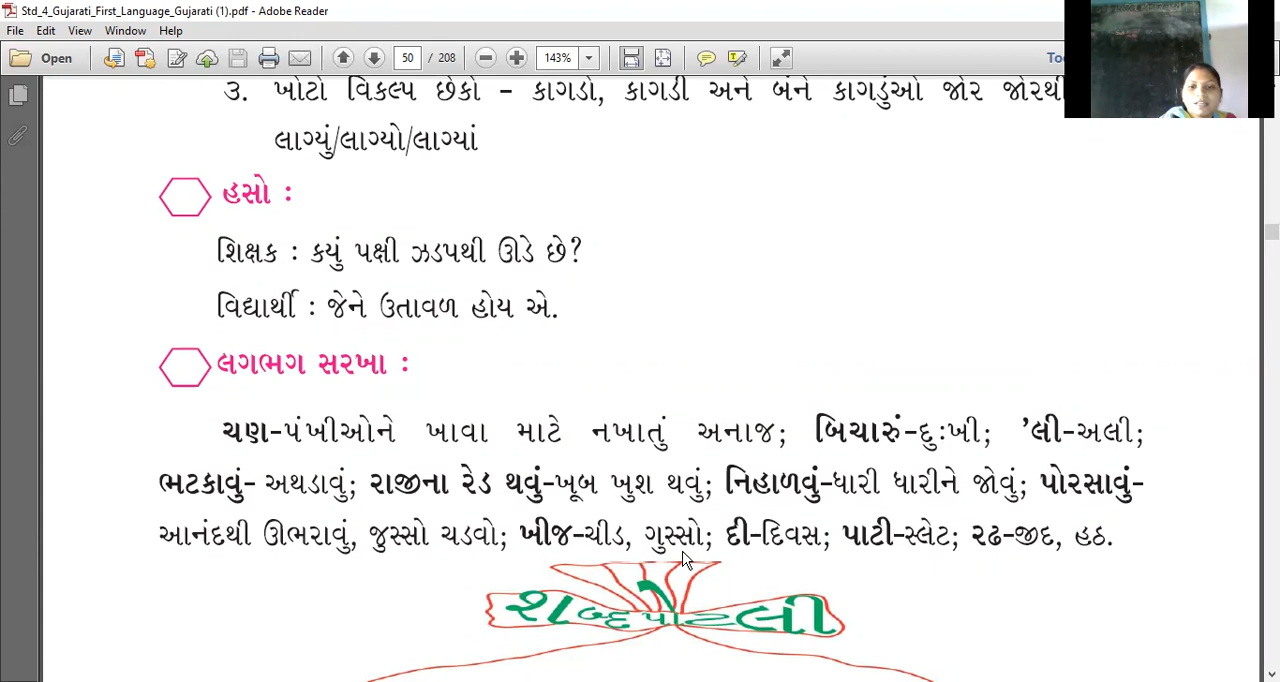 Std_4_Gujarati_First_Language_Gujarati (1).pdf - Adobe Reader
File Edit View Window Help
Open 50 / 208 143%
૩. ખોટો વિકલ્પ છેકો - કાગડો, કાગડી અને બંને કાગડુંઓ જોર જોરથી
લાગ્યું/લાગ્યો/લાગ્યાં
હસો :
શિક્ષક : કયું પક્ષી ઝડપથી ઊડે છે?
વિદ્યાર્થી : જેને ઉતાવળ હોય એ.
લગભગ સરખા :
ચણ-પંખીઓને ખાવા માટે નખાતું અનાજ; બિચારું-દુઃખી; 'લી-અલી;
ભટકાવું- અથડાવું; રાજીના રેડ થવું-ખૂબ ખુશ થવું; નિહાળવું-ધારી ધારીને જોવું; પોરસાવું-
આનંદથી ઊભરાવું, જુસ્સો ચડવો; ખીજ-ચીડ, ગુસ્સો; દી-દિવસ; પાટી-સ્લેટ; રઢ-જીદ, હઠ.
શબ્દપોટલી